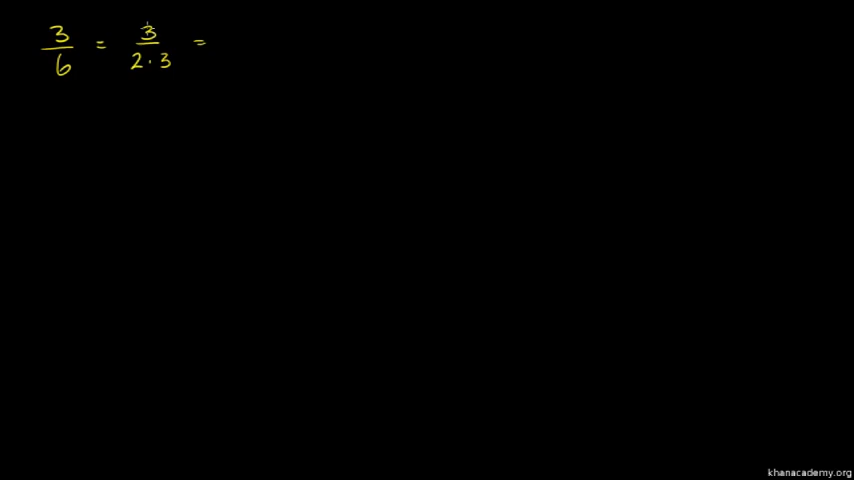 3/6 = 3/2·3 =
khanacademy.org